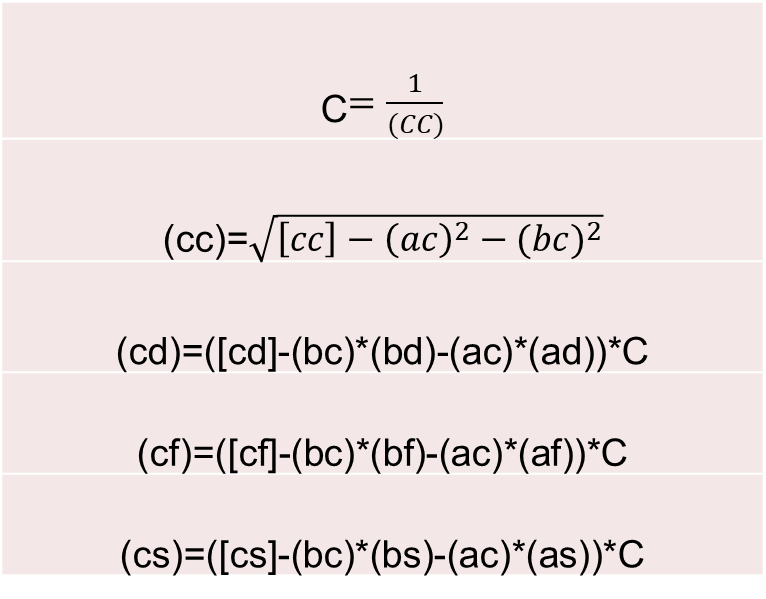 C= 1/(CC)
(cc)=√[cc] − (ac)² − (bc)²
(cd)=([cd]-(bc)*(bd)-(ac)*(ad))*C
(cf)=([cf]-(bc)*(bf)-(ac)*(af))*C
(cs)=([cs]-(bc)*(bs)-(ac)*(as))*C